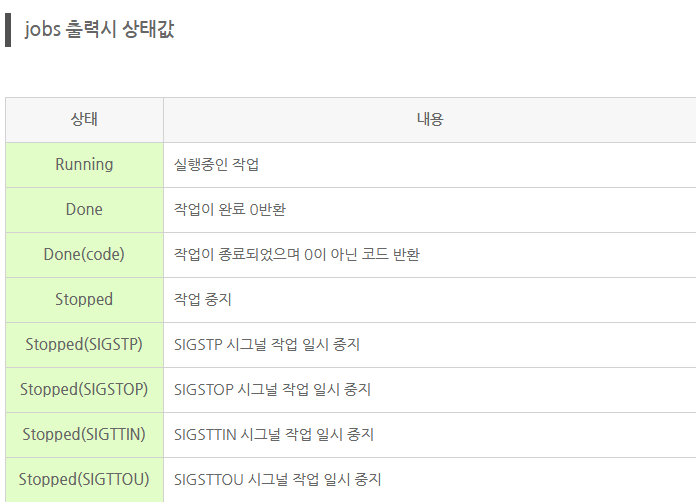 jobs 출력시 상태값
상태 내용
Running 실행중인 작업
Done 작업이 완료 0반환
Done(code) 작업이 종료되었으며 0이 아닌 코드 반환
Stopped 작업 중지
Stopped(SIGSTP) SIGSTP 시그널 작업 일시 중지
Stopped(SIGSTOP) SIGSTOP 시그널 작업 일시 중지
Stopped(SIGTTIN) SIGSTTIN 시그널 작업 일시 중지
Stopped(SIGTTOU) SIGSTTOU 시그널 작업 일시 중지